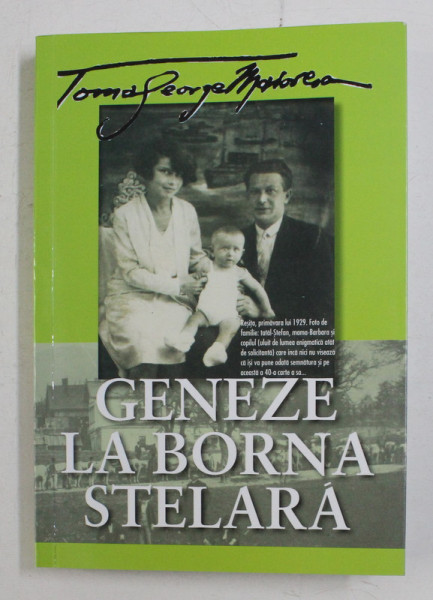 Toma George Maiorescu
Reșița, primăvara lui 1929. Foto de
familie: tatăl-Ștefan, mama-Barbara și
copilul (uluit de lumea enigmatică atât
de solicitantă) care încă nici nu visează
că își va pune odată semnătura și pe
această a 40-a carte a sa...
GENEZE
LA BORNA
STELARĂ